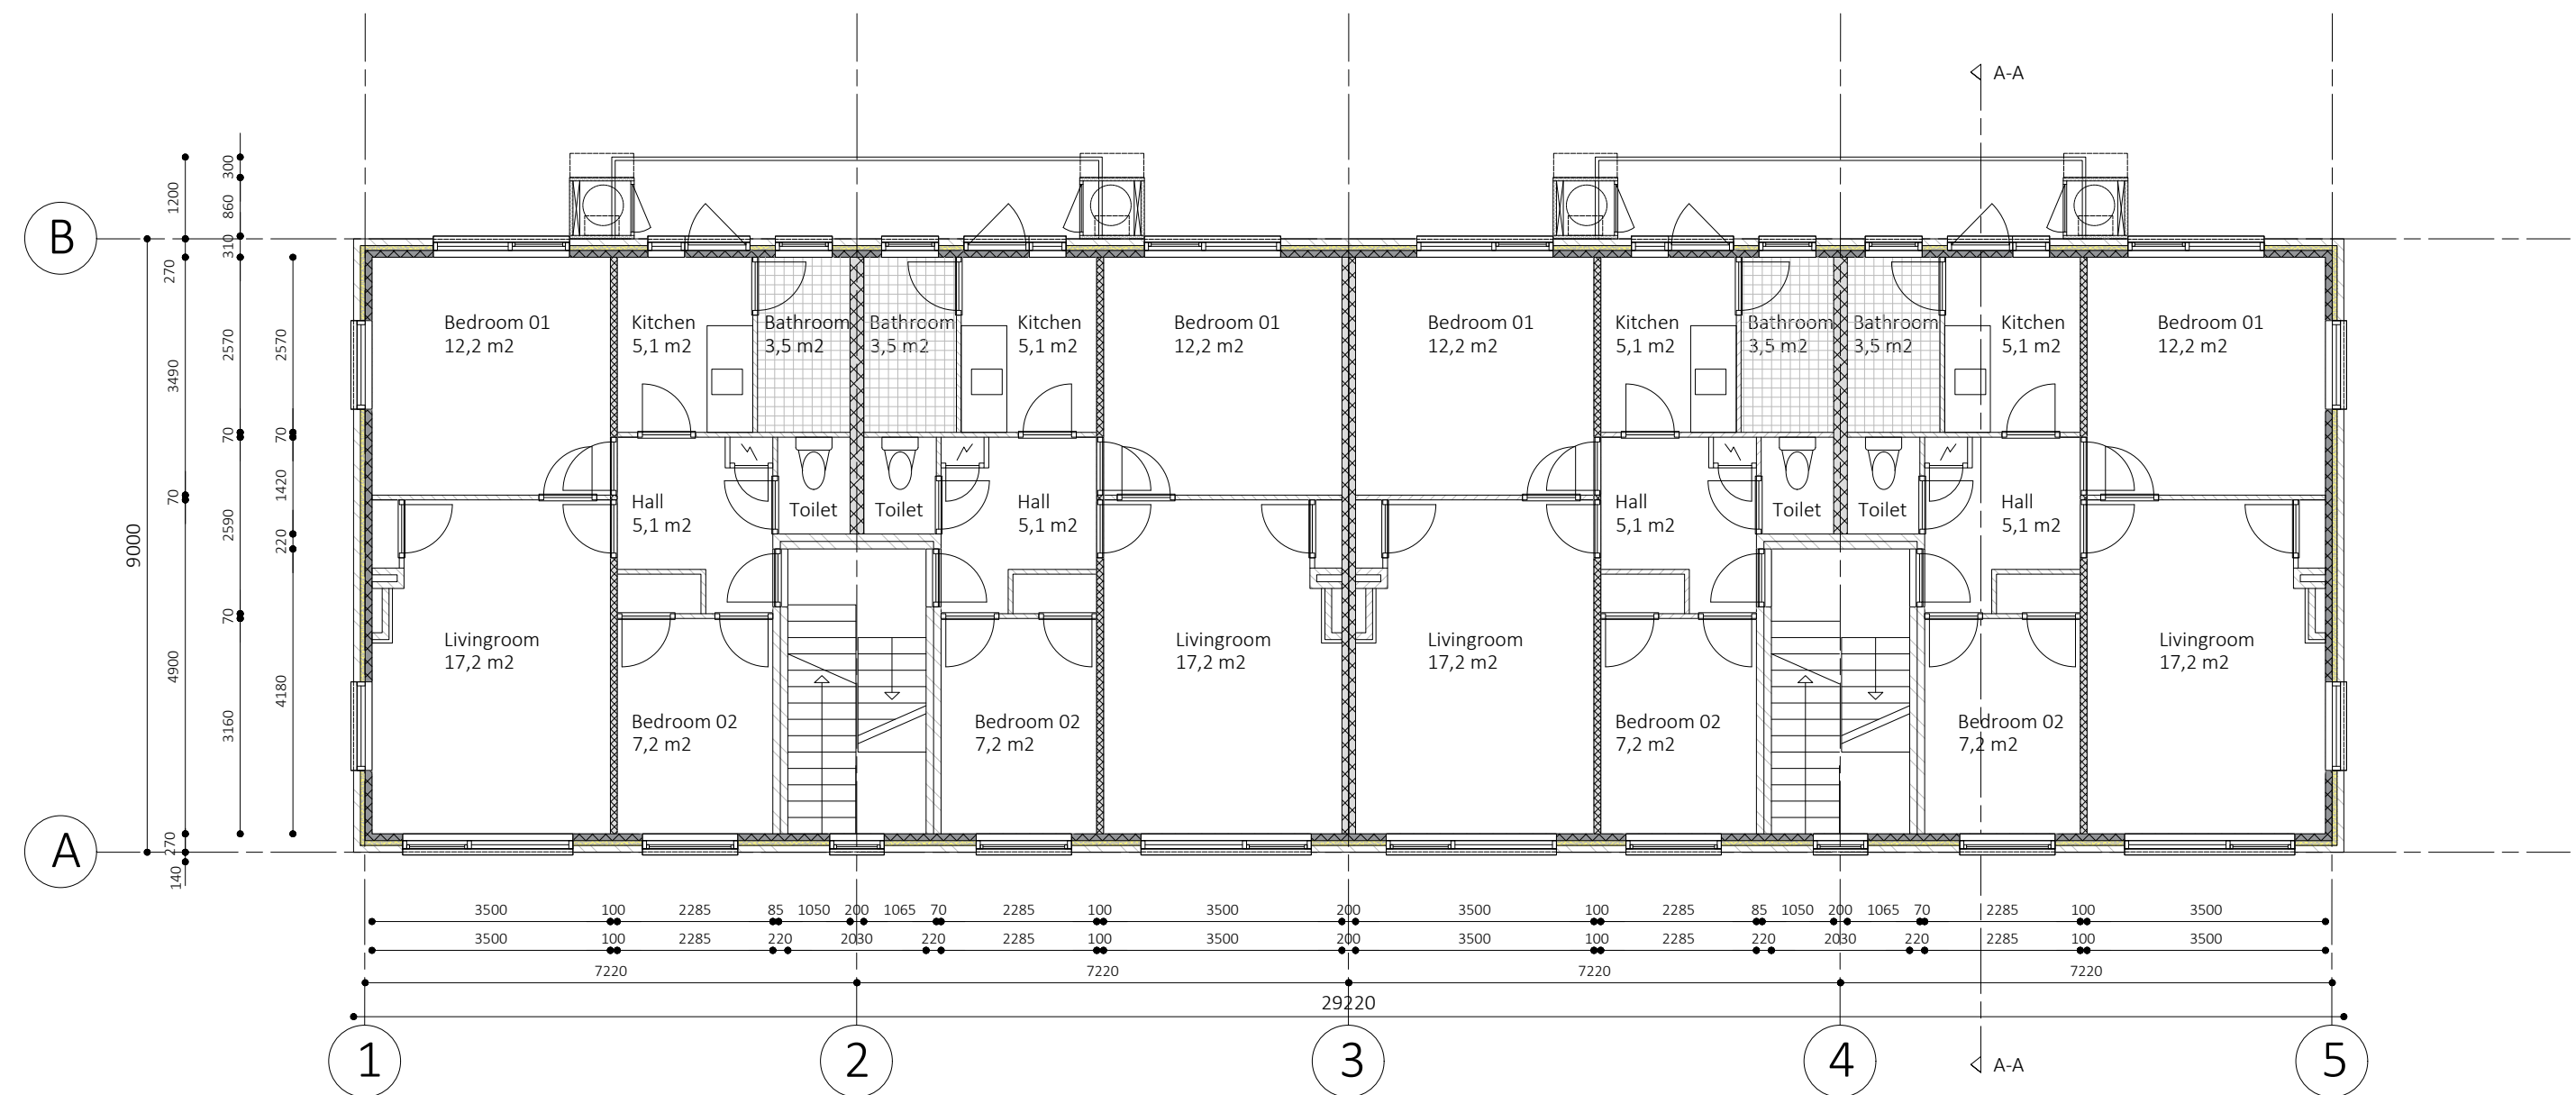 A-A
300
1200
860
B
310
270
Bedroom 01
12,2 m2
Kitchen
5,1 m2
Bathroom
3,5 m2
Bathroom
3,5 m2
Kitchen
5,1 m2
Bedroom 01
12,2 m2
Bedroom 01
12,2 m2
Kitchen
5,1 m2
Bathroom
3,5 m2
Bathroom
3,5 m2
Kitchen
5,1 m2
Bedroom 01
12,2 m2
3490
2570
2570
70
70
70
1420
2590
220
9000
Hall
5,1 m2
Toilet
Toilet
Hall
5,1 m2
Hall
5,1 m2
Toilet
Toilet
Hall
5,1 m2
70
4900
3160
4180
Livingroom
17,2 m2
Livingroom
17,2 m2
Livingroom
17,2 m2
Livingroom
17,2 m2
Bedroom 02
7,2 m2
Bedroom 02
7,2 m2
Bedroom 02
7,2 m2
Bedroom 02
7,2 m2
A
270
140
3500 100 2285 85 1050 200 1065 70 2285 100 3500 200 3500 100 2285 85 1050 200 1065 70 2285 100 3500
3500 100 2285 220 2030 220 2285 100 3500 200 3500 100 2285 220 2030 220 2285 100 3500
7220 7220 7220 7220
29220
1 2 3 4 5
A-A